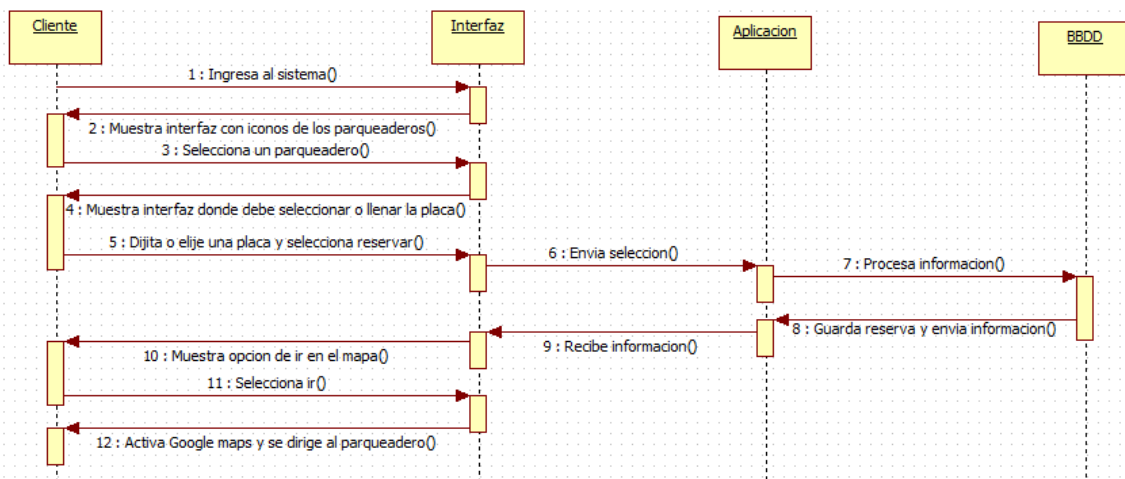 Cliente
Interfaz
Aplicacion
BBDD
1 : Ingresa al sistema()
2 : Muestra interfaz con iconos de los parqueaderos()
3 : Selecciona un parqueadero()
4 : Muestra interfaz donde debe seleccionar o llenar la placa()
5 : Dijita o elije una placa y selecciona reservar()
6 : Envia seleccion()
7 : Procesa informacion()
8 : Guarda reserva y envia informacion()
9 : Recibe informacion()
10 : Muestra opcion de ir en el mapa()
11 : Selecciona ir()
12 : Activa Google maps y se dirige al parqueadero()